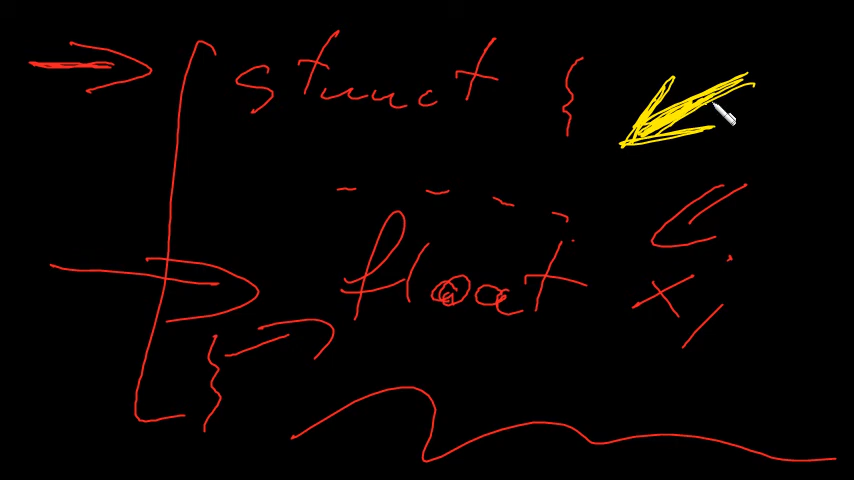 struct {
float x;
}